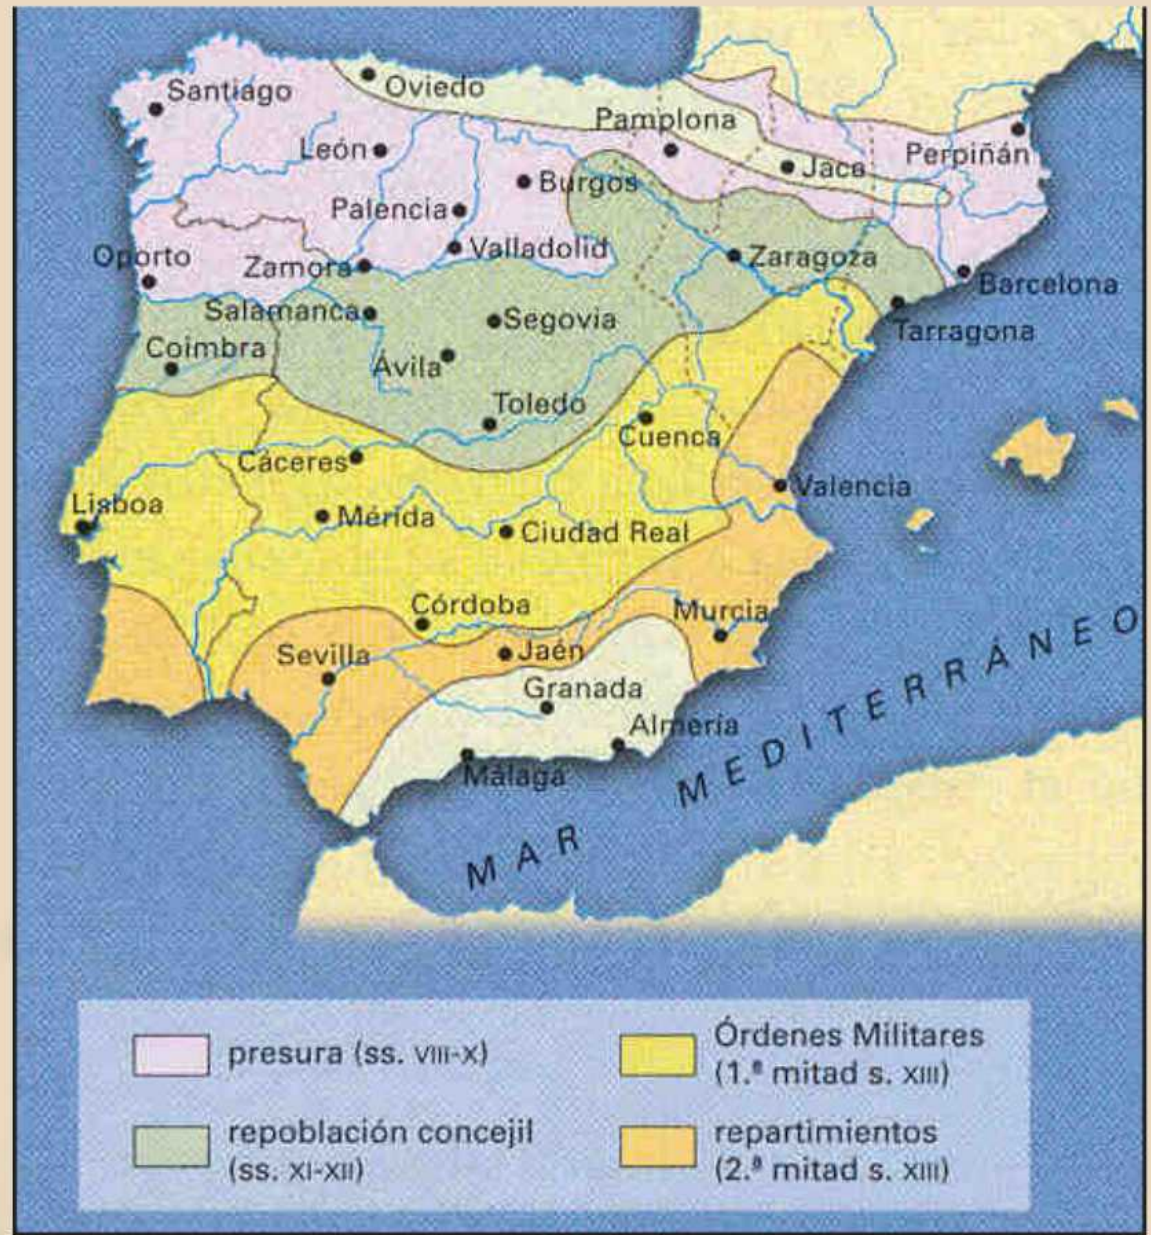 Santiago
Oviedo
Pamplona
León
Jaca
Perpiñán
Burgos
Palencia
Oporto
Zamora
Valladolid
Zaragoza
Barcelona
Salamanca
Segovia
Tarragona
Coimbra
Ávila
Toledo
Cuenca
Cáceres
Valencia
Lisboa
Mérida
Ciudad Real
Córdoba
Murcia
Sevilla
Jaén
Granada
Almería
Málaga
MAR MEDITERRÁNEO
presura (ss. VIII-X)
repoblación concejil
(ss. XI-XII)
Órdenes Militares
(1.ª mitad s. XIII)
repartimientos
(2.ª mitad s. XIII)